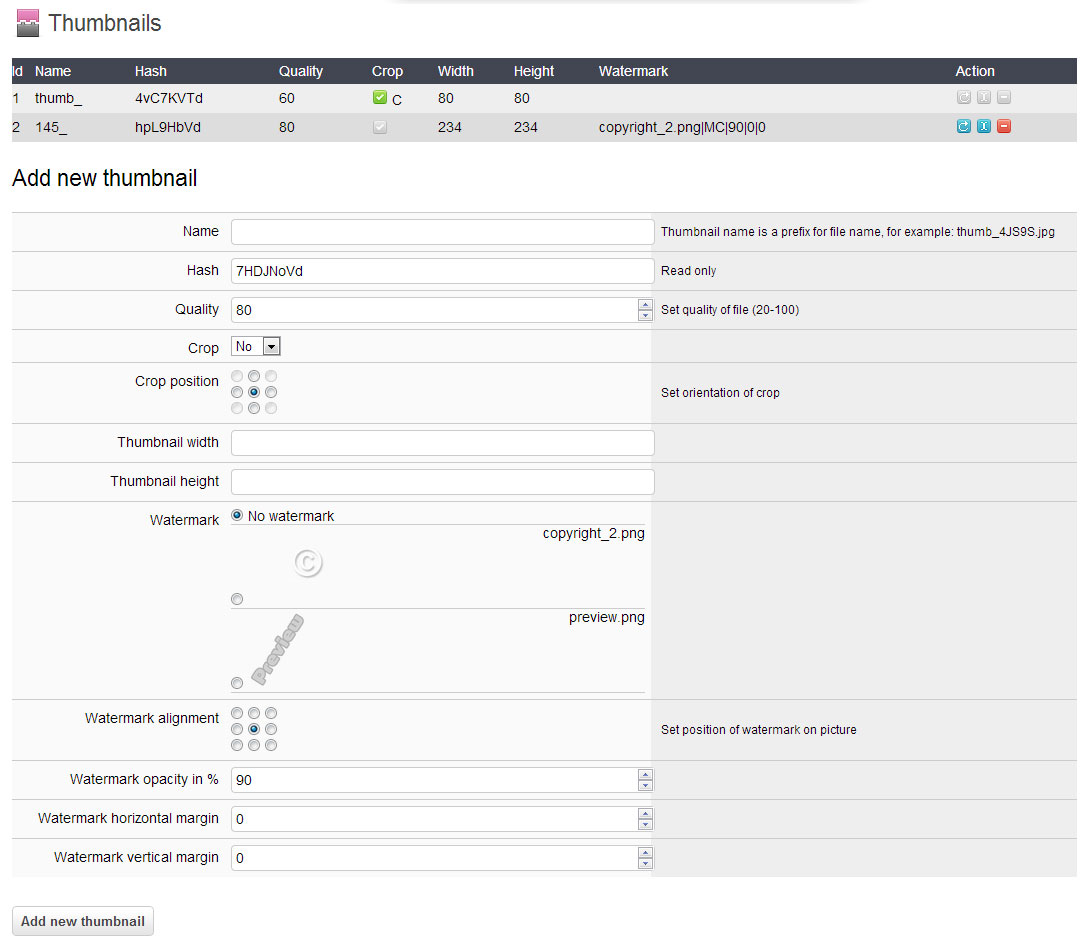 Thumbnails
Id Name Hash Quality Crop Width Height Watermark Action
1 thumb_ 4vC7KVTd 60 C 80 80
2 145_ hpL9HbVd 80 234 234 copyright_2.png|MC|90|0|0
Add new thumbnail
Name Thumbnail name is a prefix for file name, for example: thumb_4JS9S.jpg
Hash 7HDJNoVd Read only
Quality 80 Set quality of file (20-100)
Crop No
Crop position Set orientation of crop
Thumbnail width
Thumbnail height
Watermark No watermark
copyright_2.png
©
preview.png
Preview
Watermark alignment Set position of watermark on picture
Watermark opacity in % 90
Watermark horizontal margin 0
Watermark vertical margin 0
Add new thumbnail